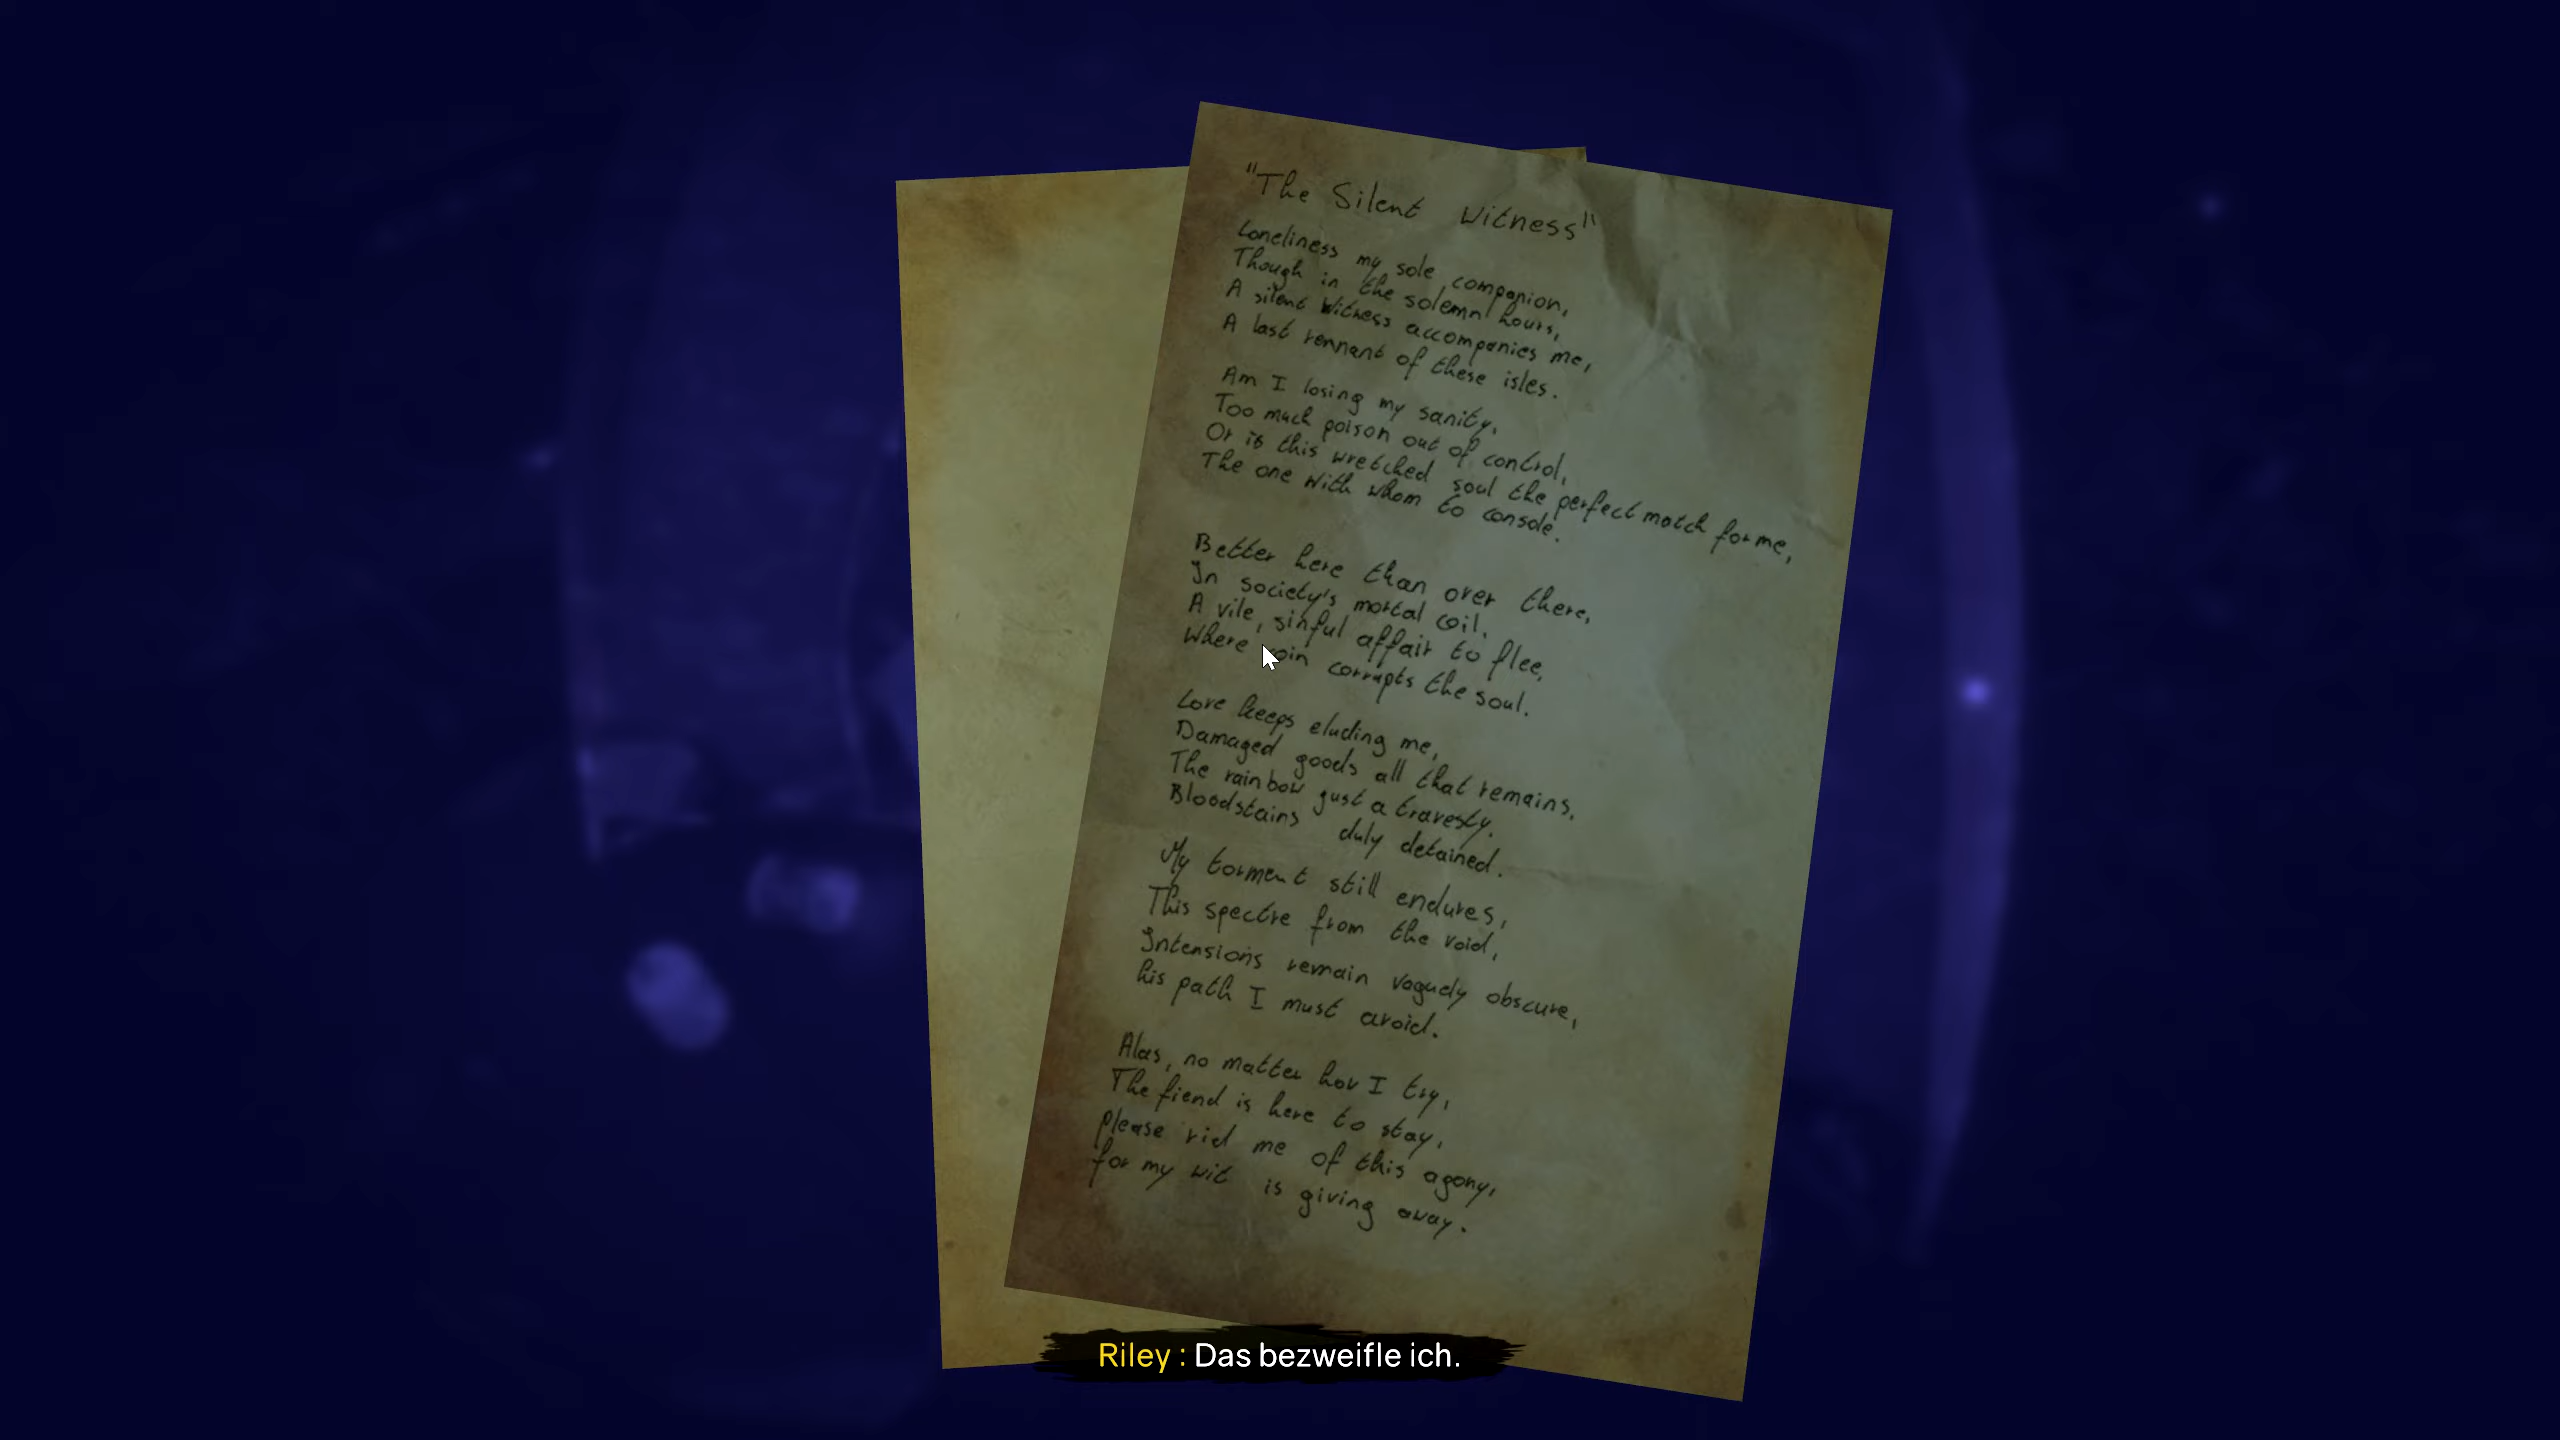 "The Silent Witness"
Loneliness my sole companion,
Though in the solemn hours,
A silent witness accompanies me,
A last remnant of these isles.
Am I losing my sanity,
Too much poison out of control,
Or is this wretched soul the perfect match for me,
The one with whom to console.
Better here than over there,
In society's mortal coil,
A vile, sinful affair to flee,
Where coin corrupts the soul.
Love keeps eluding me,
Damaged goods all that remains,
The rainbow just a travesty,
Bloodstains duly detained.
My torment still endures,
This spectre from the void,
Intensions remain vaguely obscure,
his path I must avoid.
Alas, no matter how I try,
The fiend is here to stay,
please rid me of this agony,
for my wit is giving away.
Riley : Das bezweifle ich.